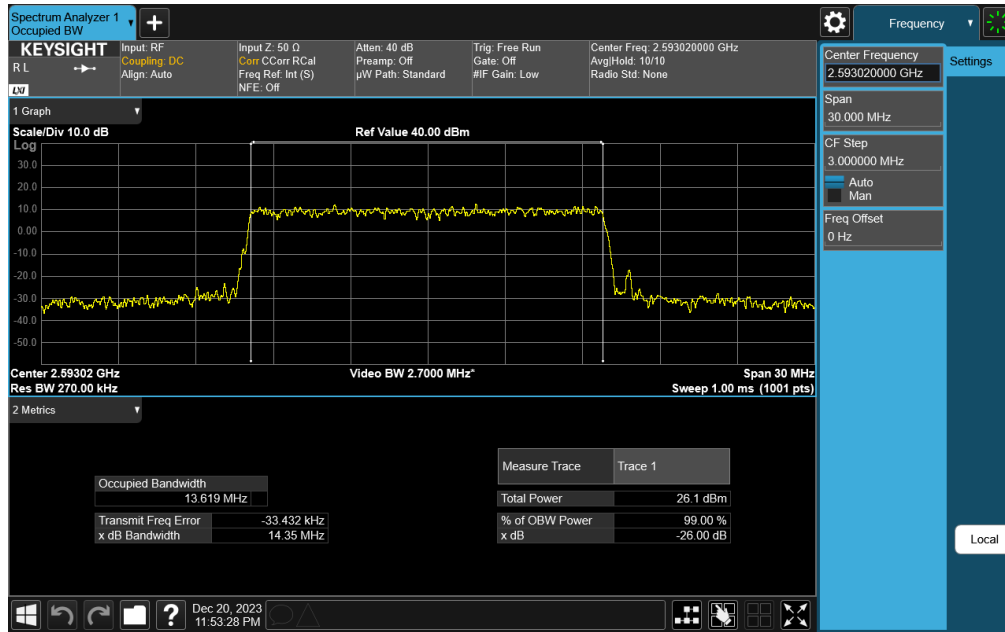 Spectrum Analyzer 1
Occupied BW
Frequency
KEYSIGHT
R L
LXI
Input: RF
Coupling: DC
Align: Auto
Input Z: 50 Ω
Corr CCorr RCal
Freq Ref: Int (S)
NFE: Off
Atten: 40 dB
Preamp: Off
µW Path: Standard
Trig: Free Run
Gate: Off
#IF Gain: Low
Center Freq: 2.593020000 GHz
Avg|Hold: 10/10
Radio Std: None
Center Frequency
2.593020000 GHz
Settings
Span
30.000 MHz
CF Step
3.000000 MHz
Auto
Man
Freq Offset
0 Hz
Local
1 Graph
Scale/Div 10.0 dB
Ref Value 40.00 dBm
Log
30.0
20.0
10.0
0.00
-10.0
-20.0
-30.0
-40.0
-50.0
Center 2.59302 GHz
Video BW 2.7000 MHz*
Span 30 MHz
Res BW 270.00 kHz
Sweep 1.00 ms (1001 pts)
2 Metrics
Occupied Bandwidth
13.619 MHz
Transmit Freq Error -33.432 kHz
x dB Bandwidth 14.35 MHz
Measure Trace Trace 1
Total Power 26.1 dBm
% of OBW Power 99.00 %
x dB -26.00 dB
?
Dec 20, 2023
11:53:28 PM